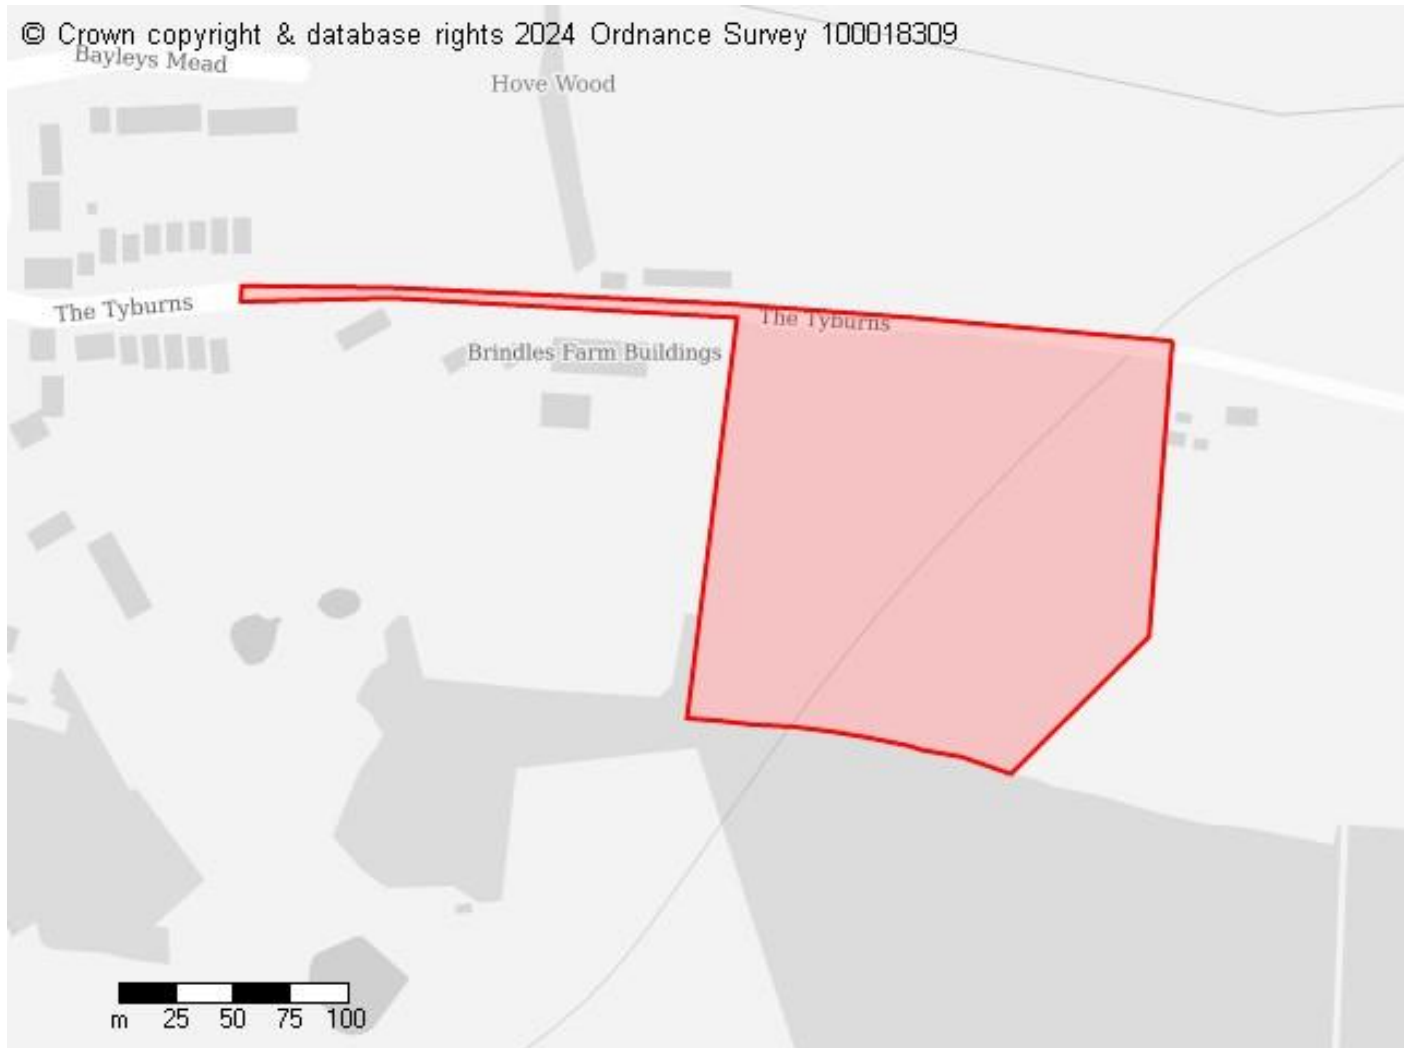 © Crown copyright & database rights 2024 Ordnance Survey 100018309
Bayleys Mead
Hove Wood
The Tyburns
The Tyburns
Brindles Farm Buildings
m 25 50 75 100